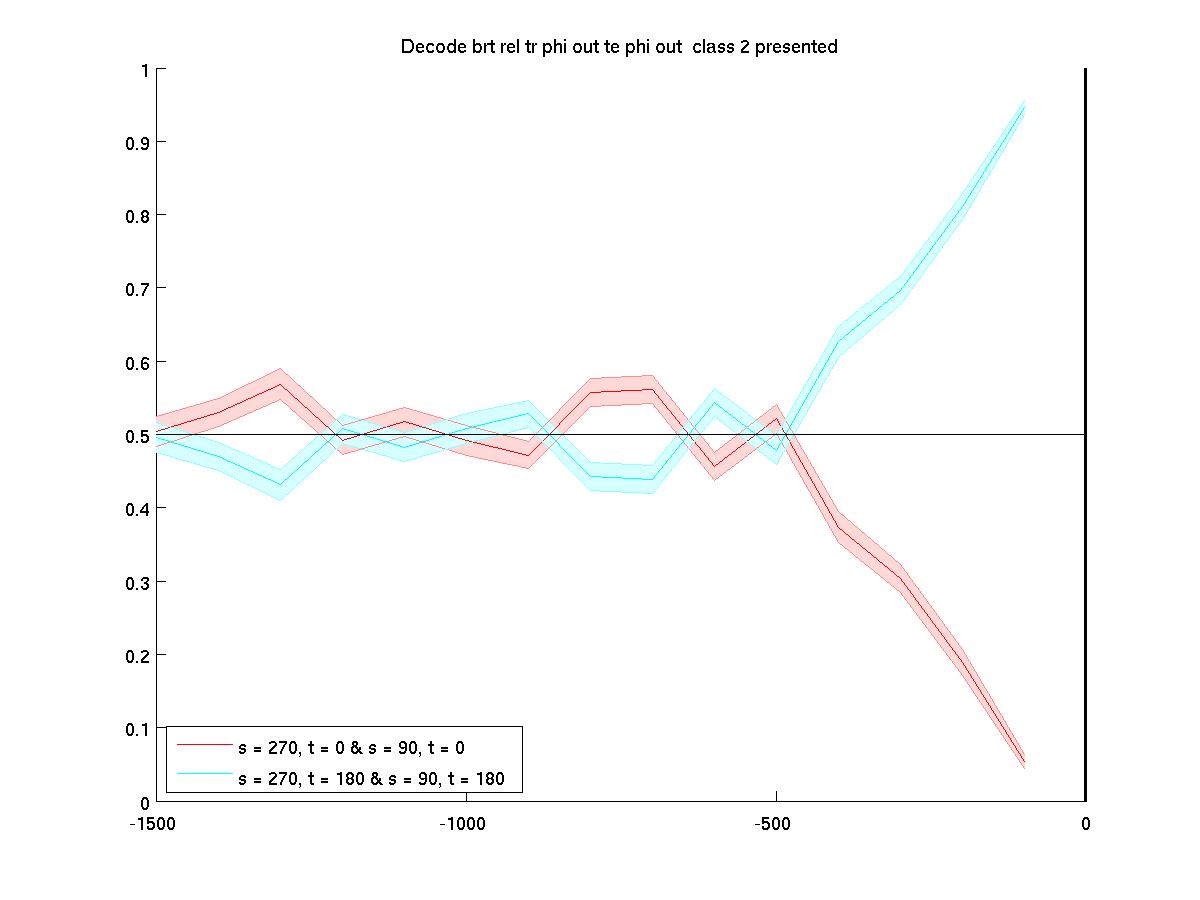 Decode brt rel tr phi out te phi out  class 2 presented
1
0.9
0.8
0.7
0.6
0.5
0.4
0.3
0.2
0.1
0
s = 270, t = 0 & s = 90, t = 0
s = 270, t = 180 & s = 90, t = 180
-1500 -1000 -500 0